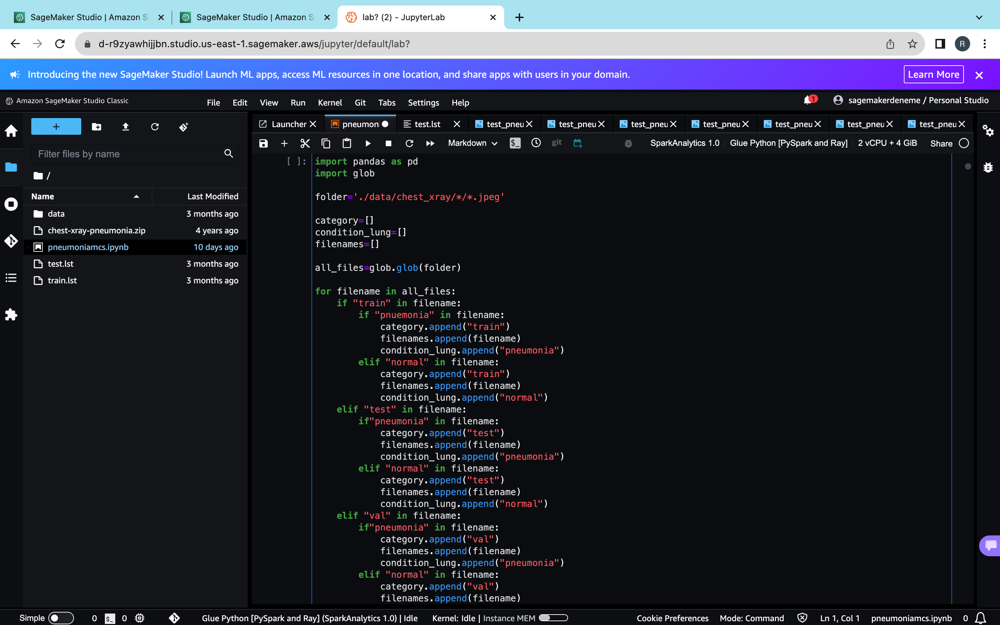 SageMaker Studio | Amazon S
SageMaker Studio | Amazon S
lab? (2) - JupyterLab
d-r9zyawhijjbn.studio.us-east-1.sagemaker.aws/jupyter/default/lab?
R
Introducing the new SageMaker Studio! Launch ML apps, access ML resources in one location, and share apps with users in your domain.
Learn More
Amazon SageMaker Studio Classic
File Edit View Run Kernel Git Tabs Settings Help
1
sagemakerdeneme / Personal Studio
+
Filter files by name
/
Name Last Modified
data 3 months ago
chest-xray-pneumonia.zip 4 years ago
pneumoniamcs.ipynb 10 days ago
test.lst 3 months ago
train.lst 3 months ago
Launcher pneumoni test.lst test_pneu test_pneu test_pneu test_pneu test_pneu test_pneu test_pneu
Markdown $_ git SparkAnalytics 1.0 Glue Python [PySpark and Ray] 2 vCPU + 4 GiB Share
[ ]:
import pandas as pd
import glob
folder='./data/chest_xray/*/*.jpeg'
category=[]
condition_lung=[]
filenames=[]
all_files=glob.glob(folder)
for filename in all_files:
    if "train" in filename:
        if "pnuemonia" in filename:
            category.append("train")
            filenames.append(filename)
            condition_lung.append("pneumonia")
        elif "normal" in filename:
            category.append("train")
            filenames.append(filename)
            condition_lung.append("normal")
    elif "test" in filename:
        if"pneumonia" in filename:
            category.append("test")
            filenames.append(filename)
            condition_lung.append("pneumonia")
        elif "normal" in filename:
            category.append("test")
            filenames.append(filename)
            condition_lung.append("normal")
    elif "val" in filename:
        if"pneumonia" in filename:
            category.append("val")
            filenames.append(filename)
            condition_lung.append("pneumonia")
        elif "normal" in filename:
            category.append("val")
            filenames.append(filename)
Simple 0 $_ 0 Glue Python [PySpark and Ray] (SparkAnalytics 1.0) | Idle Kernel: Idle | Instance MEM Cookie Preferences Mode: Command Ln 1, Col 1 pneumoniamcs.ipynb 0